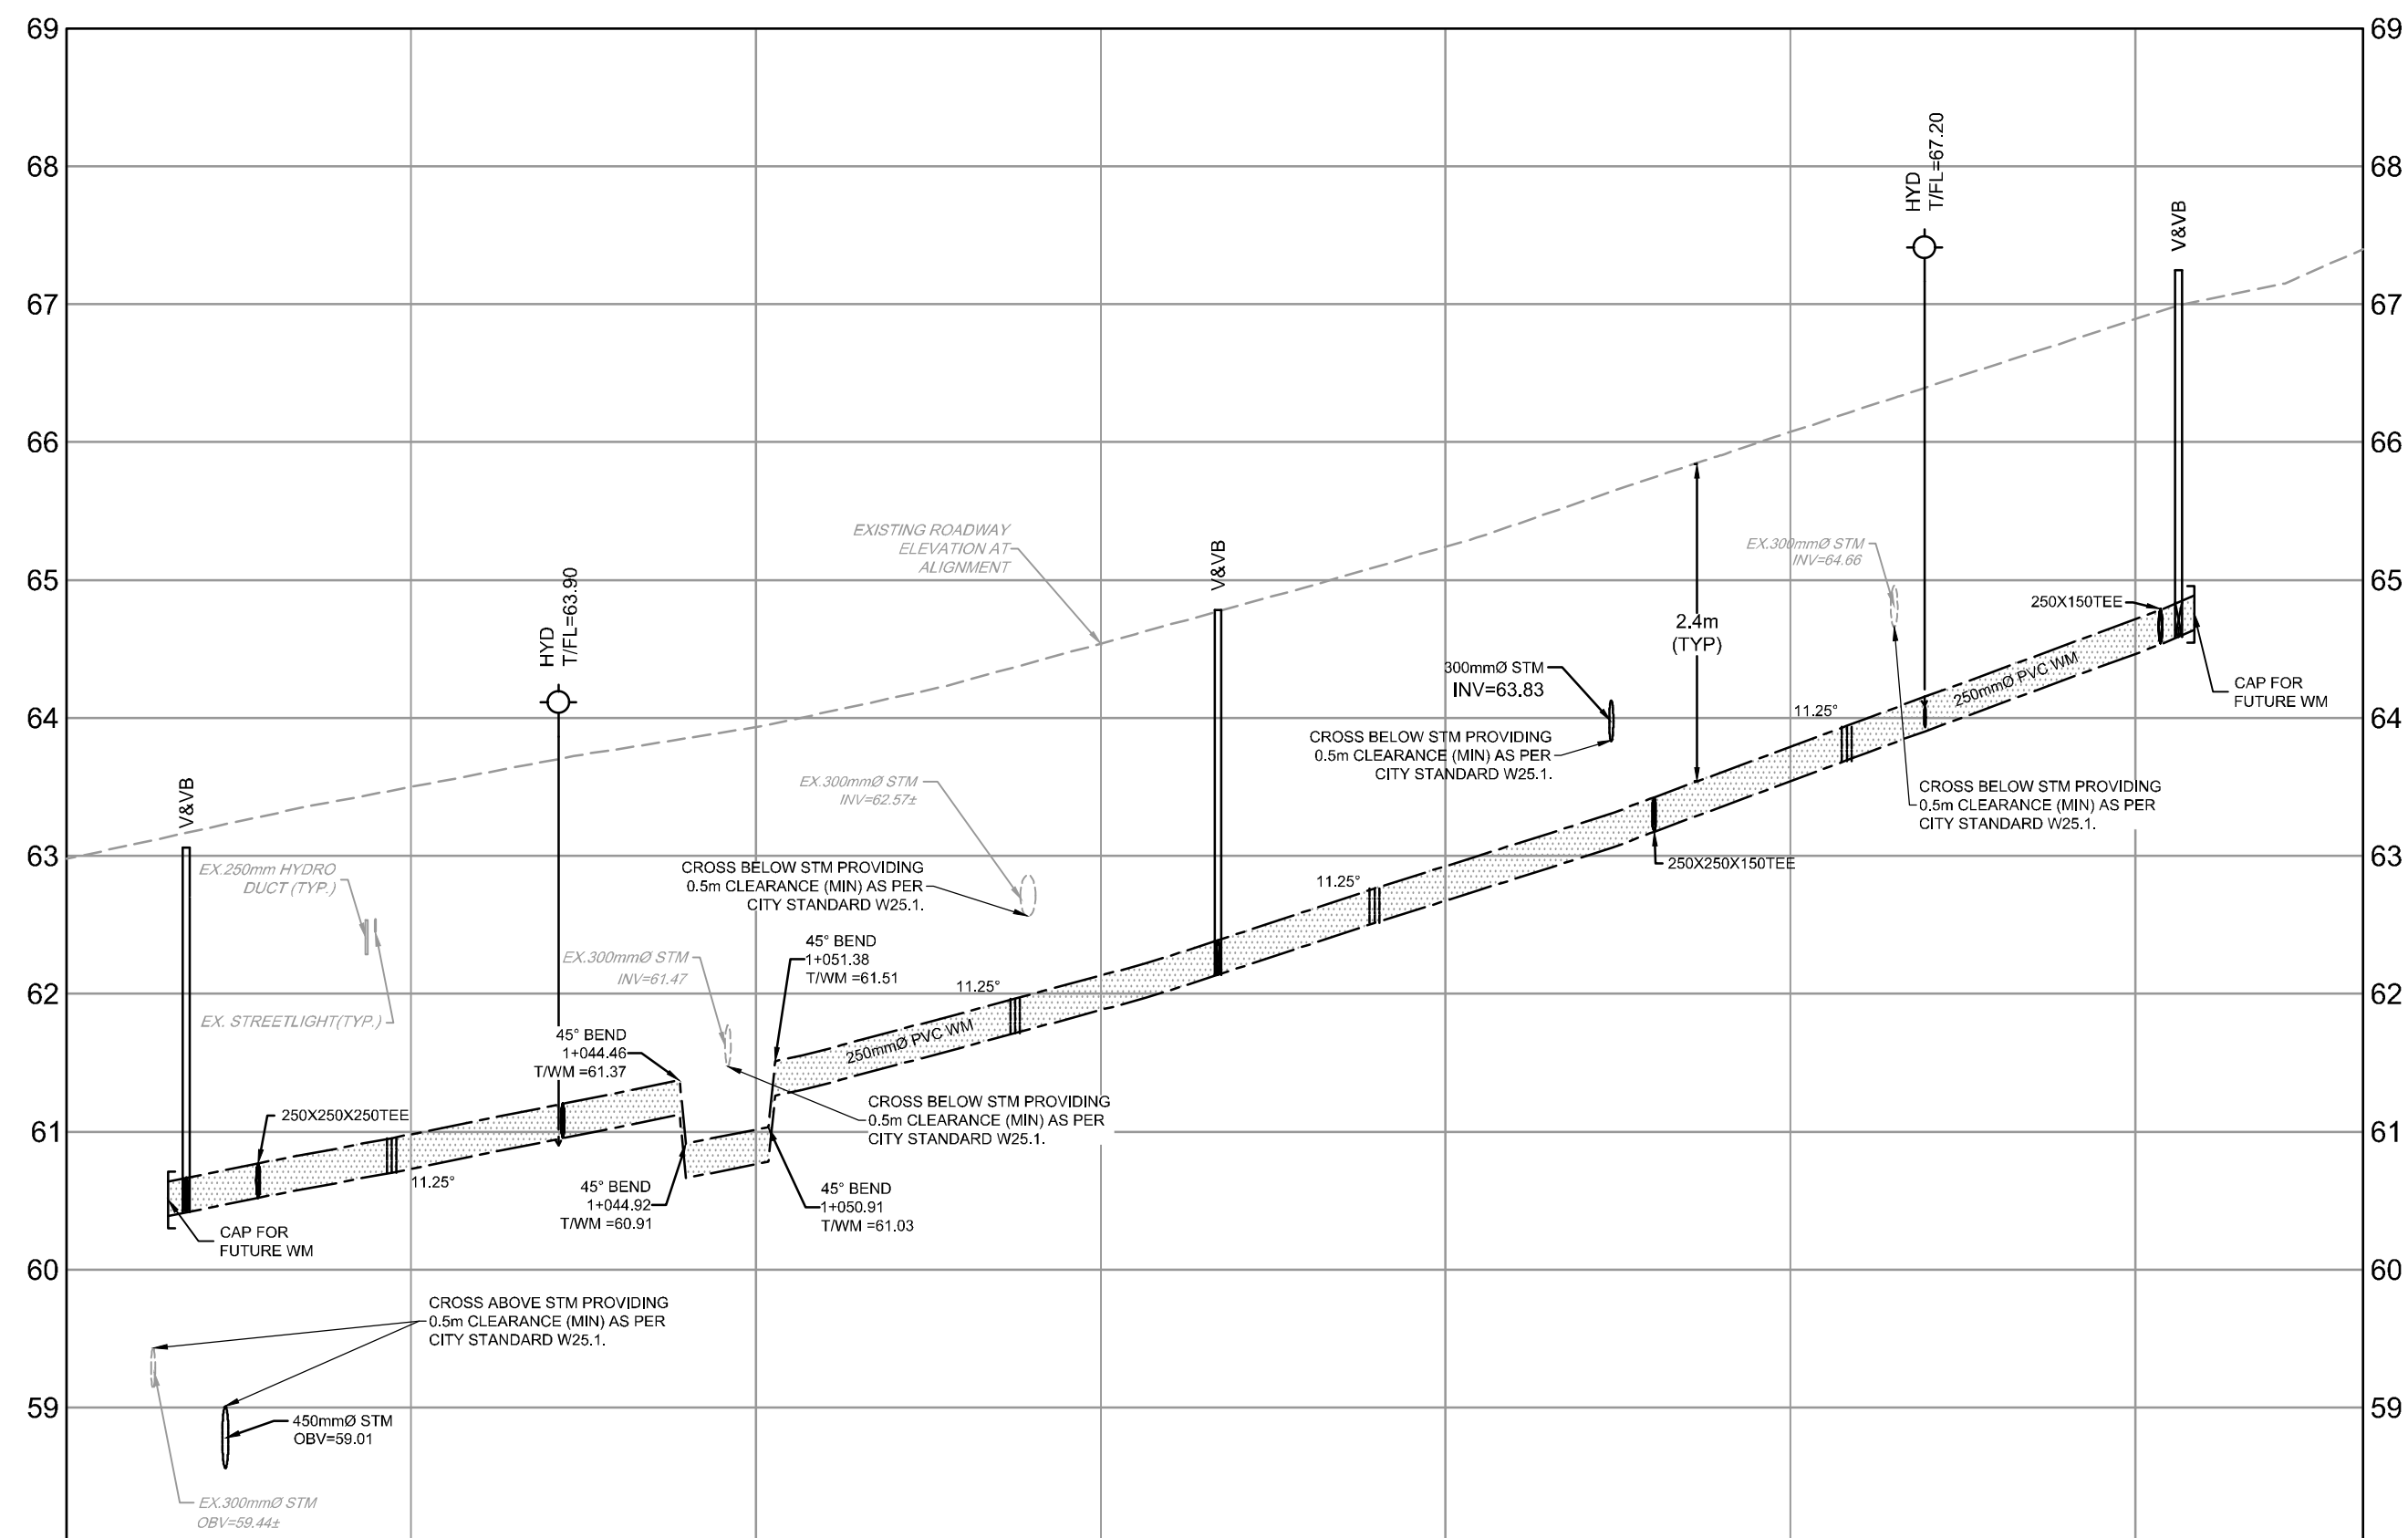 69
69
68
68
67
67
66
66
65
65
64
64
63
63
62
62
61
61
60
60
59
59
HYD
T/FL=67.20
V&VB
EXISTING ROADWAY
ELEVATION AT
ALIGNMENT
V&VB
EX.300mmØ STM
INV=64.66
HYD
T/FL=63.90
250X150TEE
2.4m
(TYP)
300mmØ STM
INV=63.83
250mmØ PVC WM
CAP FOR
FUTURE WM
11.25°
CROSS BELOW STM PROVIDING
0.5m CLEARANCE (MIN) AS PER
CITY STANDARD W25.1.
V&VB
EX.300mmØ STM
INV=62.57±
CROSS BELOW STM PROVIDING
0.5m CLEARANCE (MIN) AS PER
CITY STANDARD W25.1.
EX.250mm HYDRO
DUCT (TYP.)
CROSS BELOW STM PROVIDING
0.5m CLEARANCE (MIN) AS PER
CITY STANDARD W25.1.
250X250X150TEE
11.25°
45° BEND
1+051.38
T/WM =61.51
EX.300mmØ STM
INV=61.47
11.25°
EX. STREETLIGHT(TYP.)
250mmØ PVC WM
45° BEND
1+044.46
T/WM =61.37
250X250X250TEE
CROSS BELOW STM PROVIDING
0.5m CLEARANCE (MIN) AS PER
CITY STANDARD W25.1.
11.25°
45° BEND
1+044.92
T/WM =60.91
45° BEND
1+050.91
T/WM =61.03
CAP FOR
FUTURE WM
CROSS ABOVE STM PROVIDING
0.5m CLEARANCE (MIN) AS PER
CITY STANDARD W25.1.
450mmØ STM
OBV=59.01
EX.300mmØ STM
OBV=59.44±